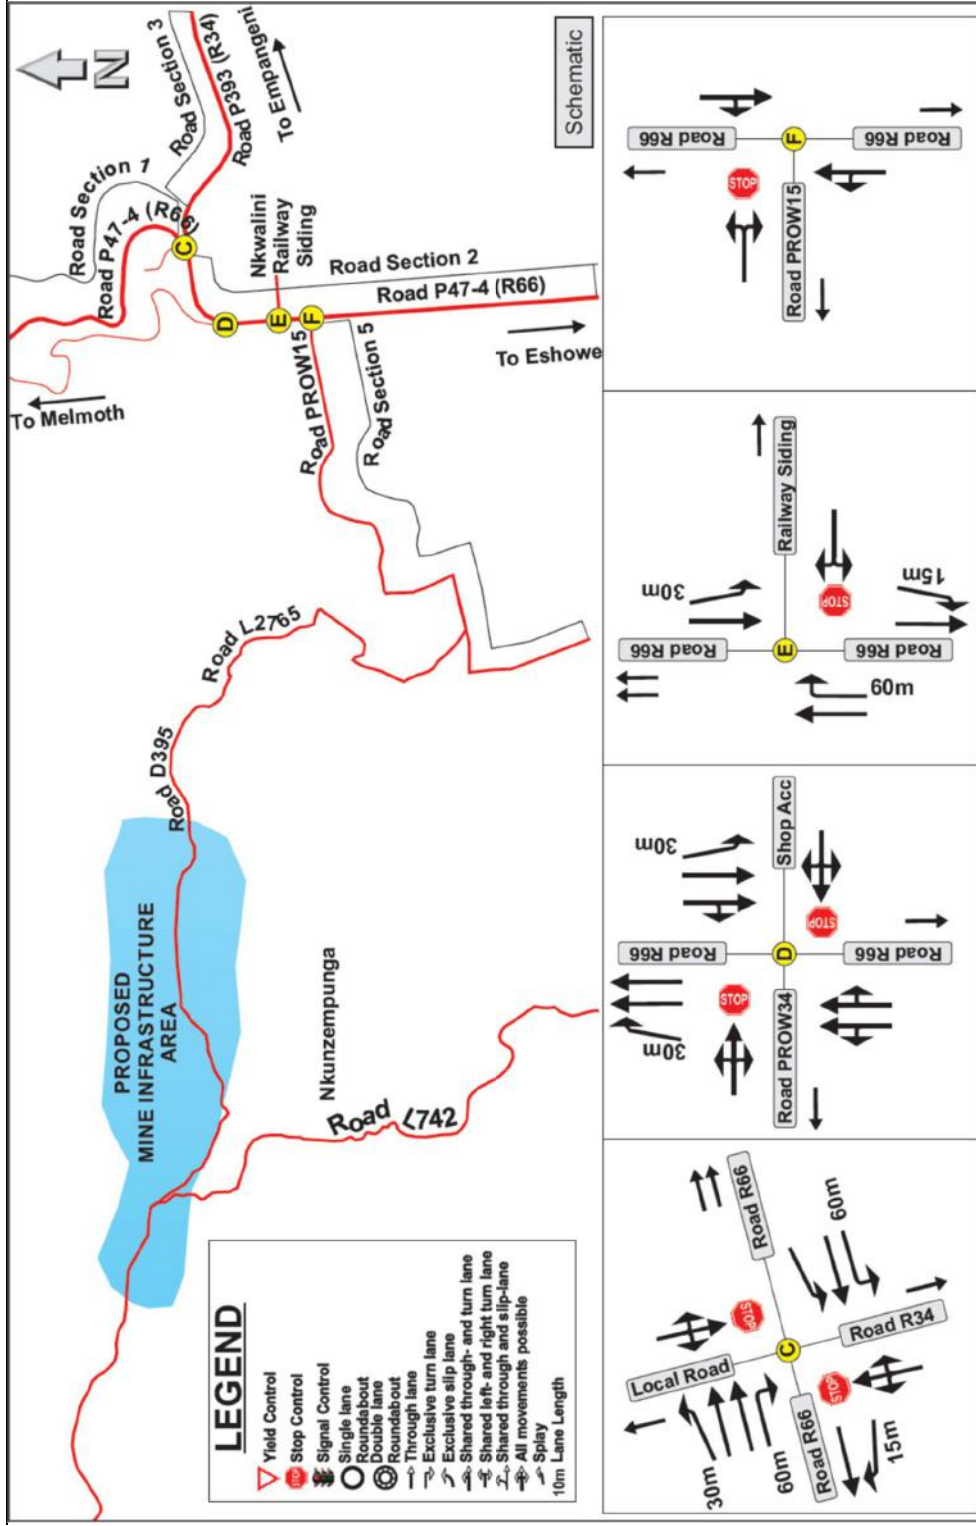 N
Road Section 3
Road P393 (R34)
To Empangeni
Road Section 1
Road P47-4 (R66)
C
D
E
F
Nkwalini
Railway
Siding
Road Section 2
Road P47-4 (R66)
To Eshowe
To Melmoth
Road PROW15
Road Section 5
Road L2765
Road D395
PROPOSED
MINE INFRASTRUCTURE
AREA
Nkunzempunga
Road L742
LEGEND
Yield Control
Stop Control
Signal Control
Single lane
Roundabout
Double lane
Roundabout
Through lane
Exclusive turn lane
Exclusive slip lane
Shared through- and turn lane
Shared left- and right turn lane
Shared through and slip-lane
All movements possible
Splay
10m Lane Length
Schematic
Local Road
STOP
Road R66
30m
60m
C
60m
Road R66
STOP
Road R34
15m
30m
Road R66
30m
STOP
Road PROW34
D
Shop Acc
STOP
Road R66
Road R66
30m
E
Railway Siding
STOP
Road R66
60m
15m
Road R66
STOP
Road PROW15
F
Road R66